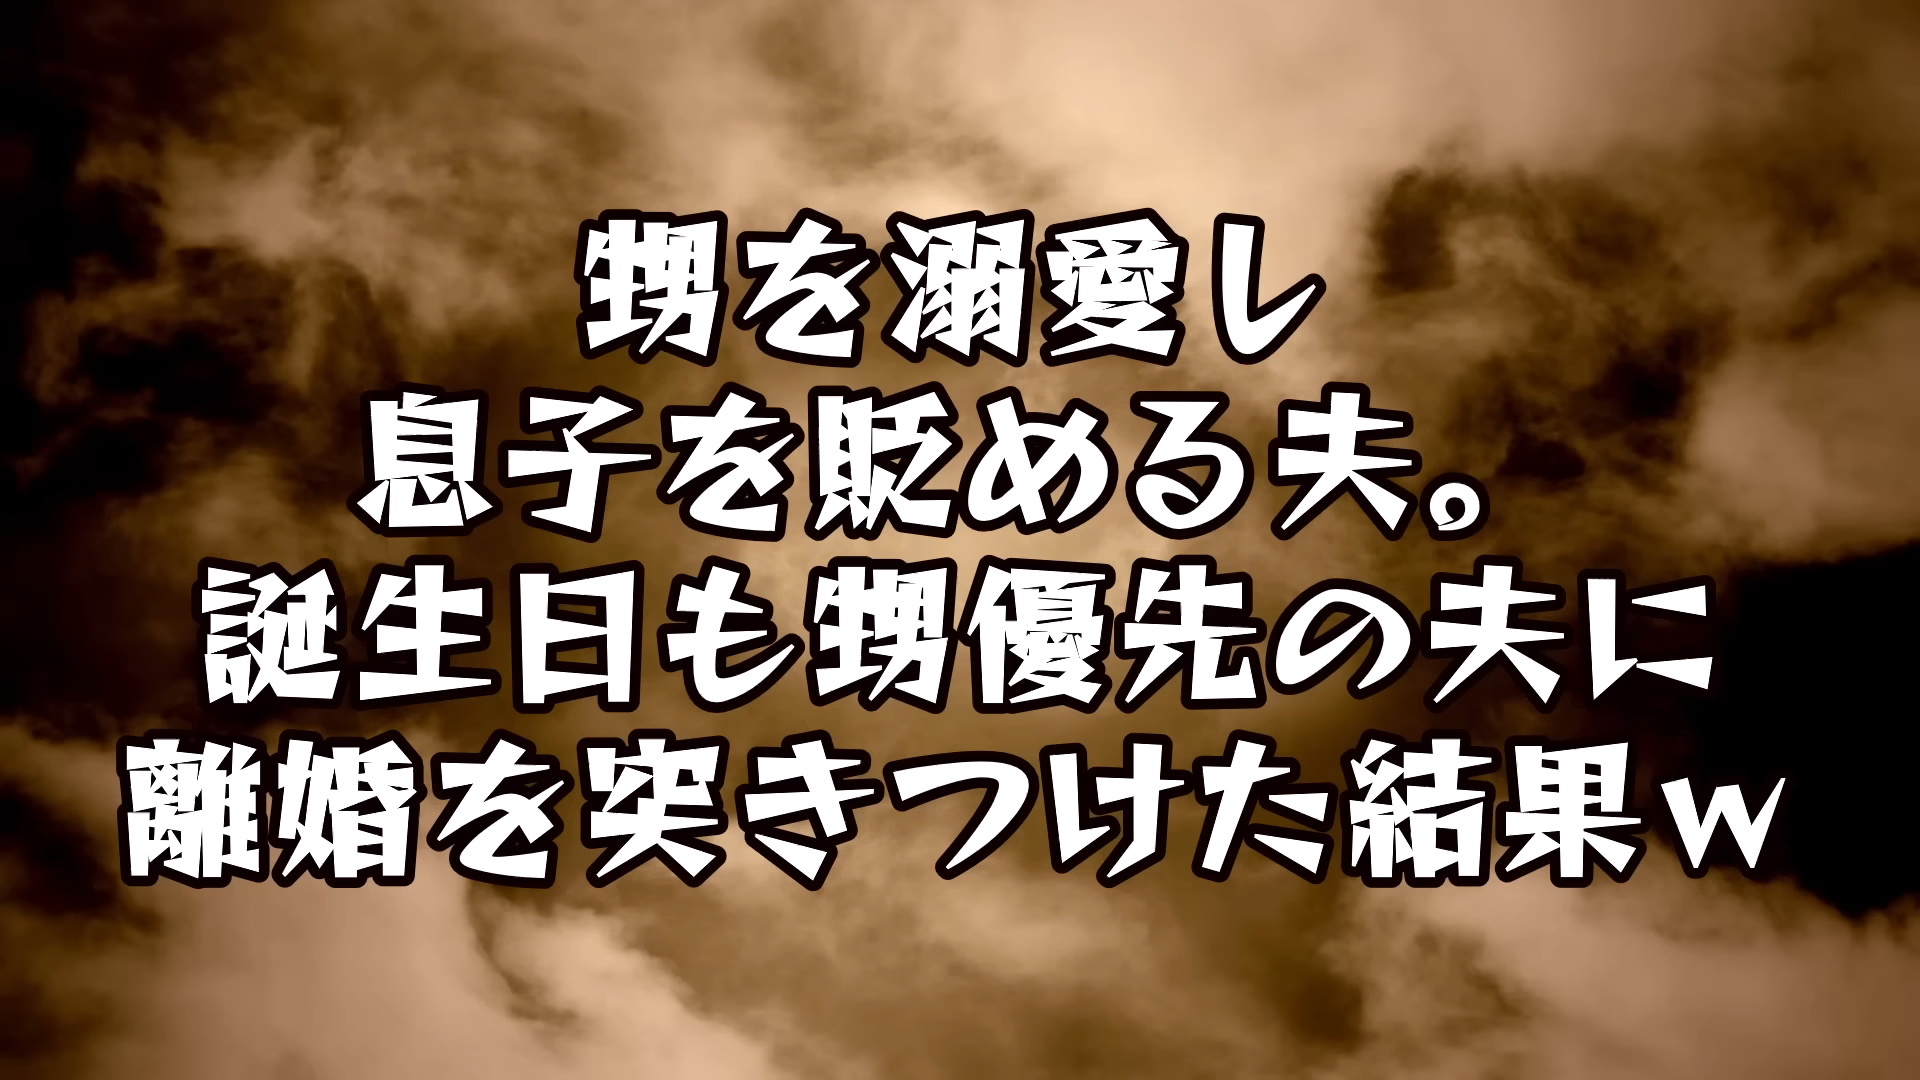 甥を溺愛し
息子を貶める夫。
誕生日も甥優先の夫に
離婚を突きつけた結果ｗ